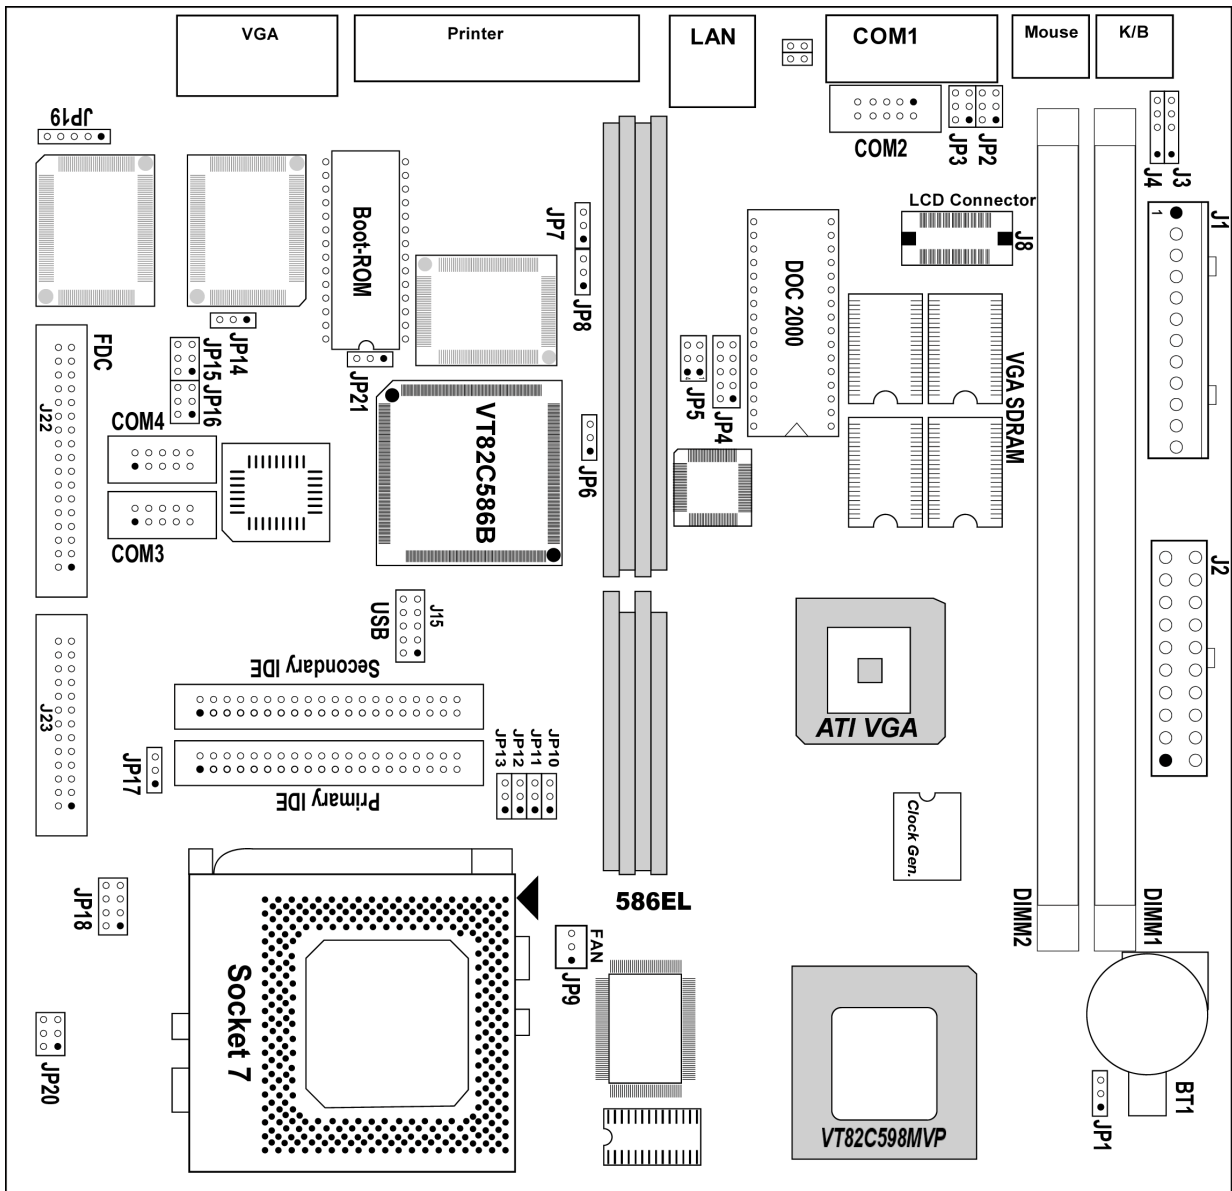 VGA
Printer
LAN
COM1
Mouse
K/B
JP19
COM2
JP3
JP2
J4
J3
Boot-ROM
JP7
JP8
DOC 2000
LCD Connector
J8
1
J1
FDC
J22
JP14
JP15
JP16
JP21
COM4
COM3
VT82C586B
JP6
4
1
JP5
JP4
VGA SDRAM
J2
J15
USB
Secondary IDE
J23
JP17
Primary IDE
JP13
JP12
JP11
JP10
ATI VGA
Clock Gen.
586EL
DIMM2
DIMM1
JP18
Socket 7
FAN
JP9
JP20
VT82C598MVP
BT1
JP1